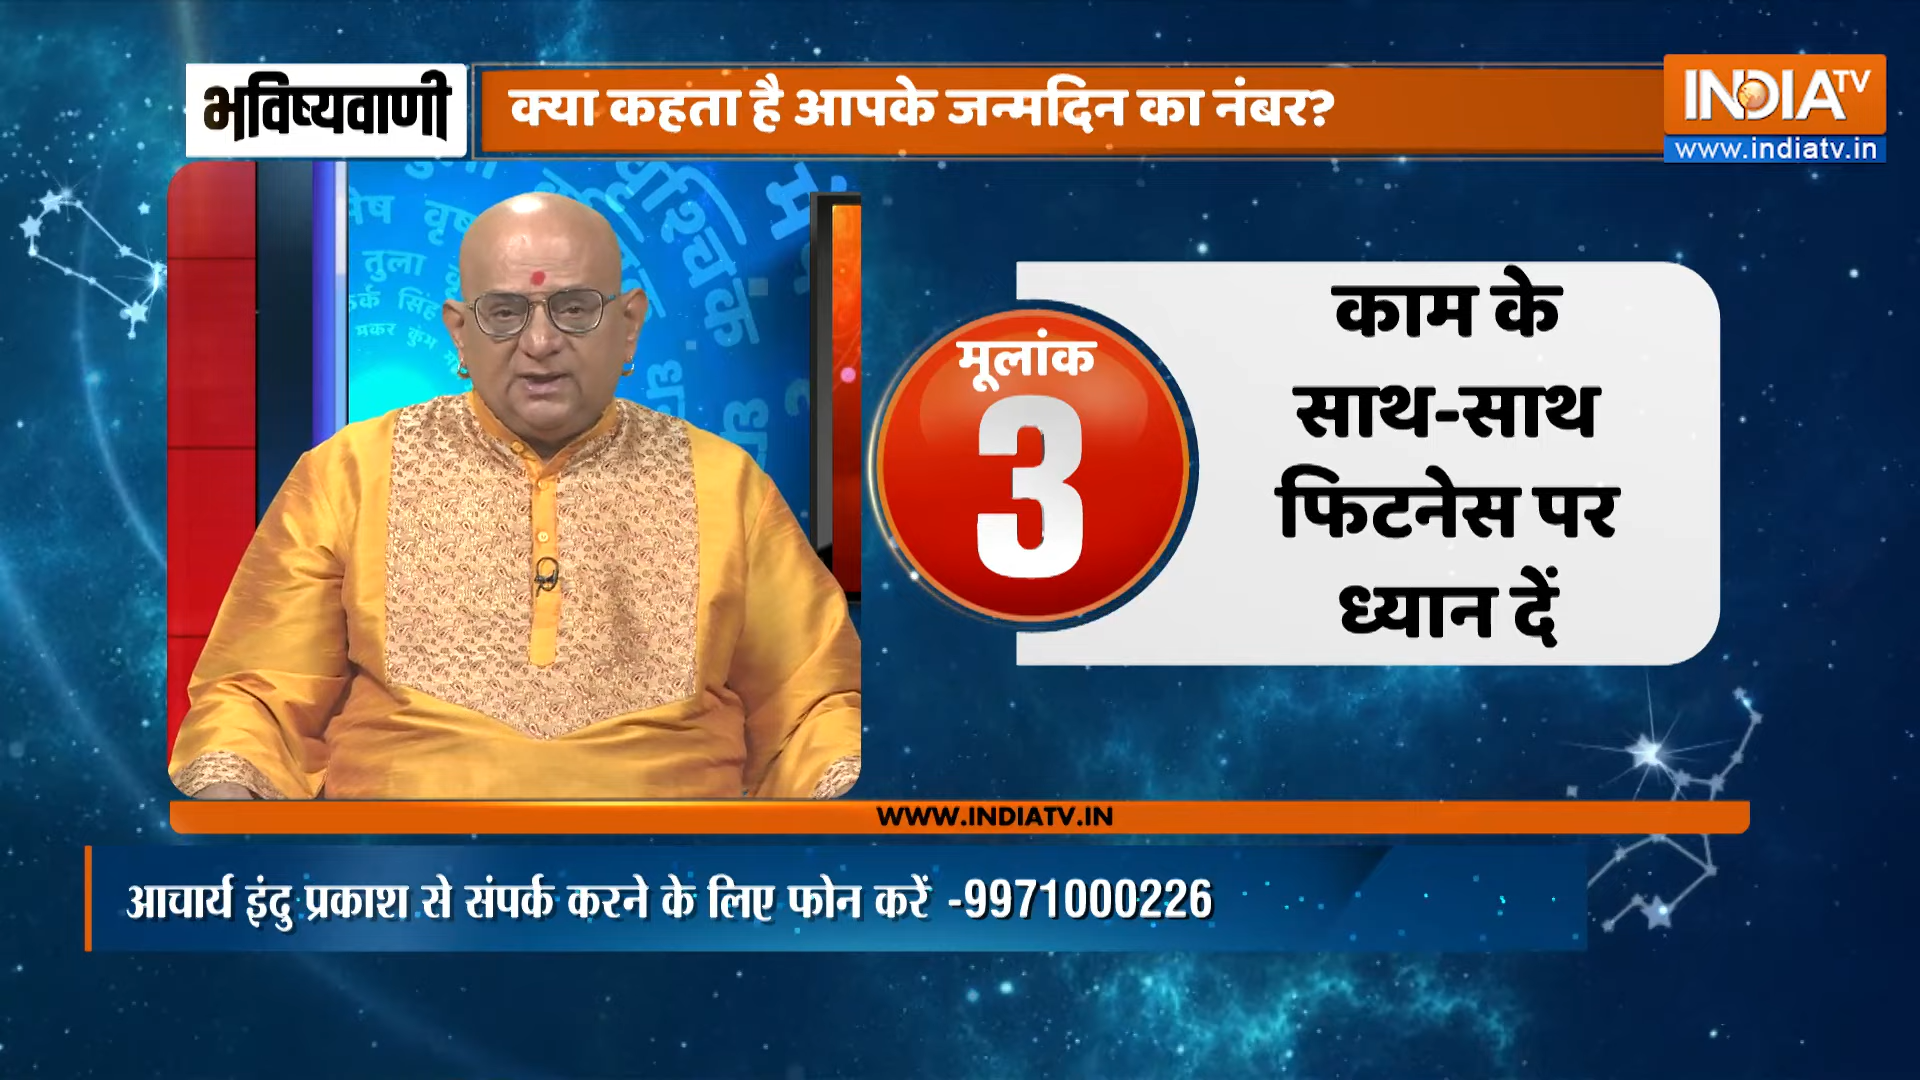 भविष्यवाणी
क्या कहता है आपके जन्मदिन का नंबर?
INDIA TV
www.indiatv.in
वृष
तुला
सिंह
मकर कुंभ
मूलांक
3
काम के
साथ-साथ
फिटनेस पर
ध्यान दें
WWW.INDIATV.IN
आचार्य इंदु प्रकाश से संपर्क करने के लिए फोन करें -9971000226